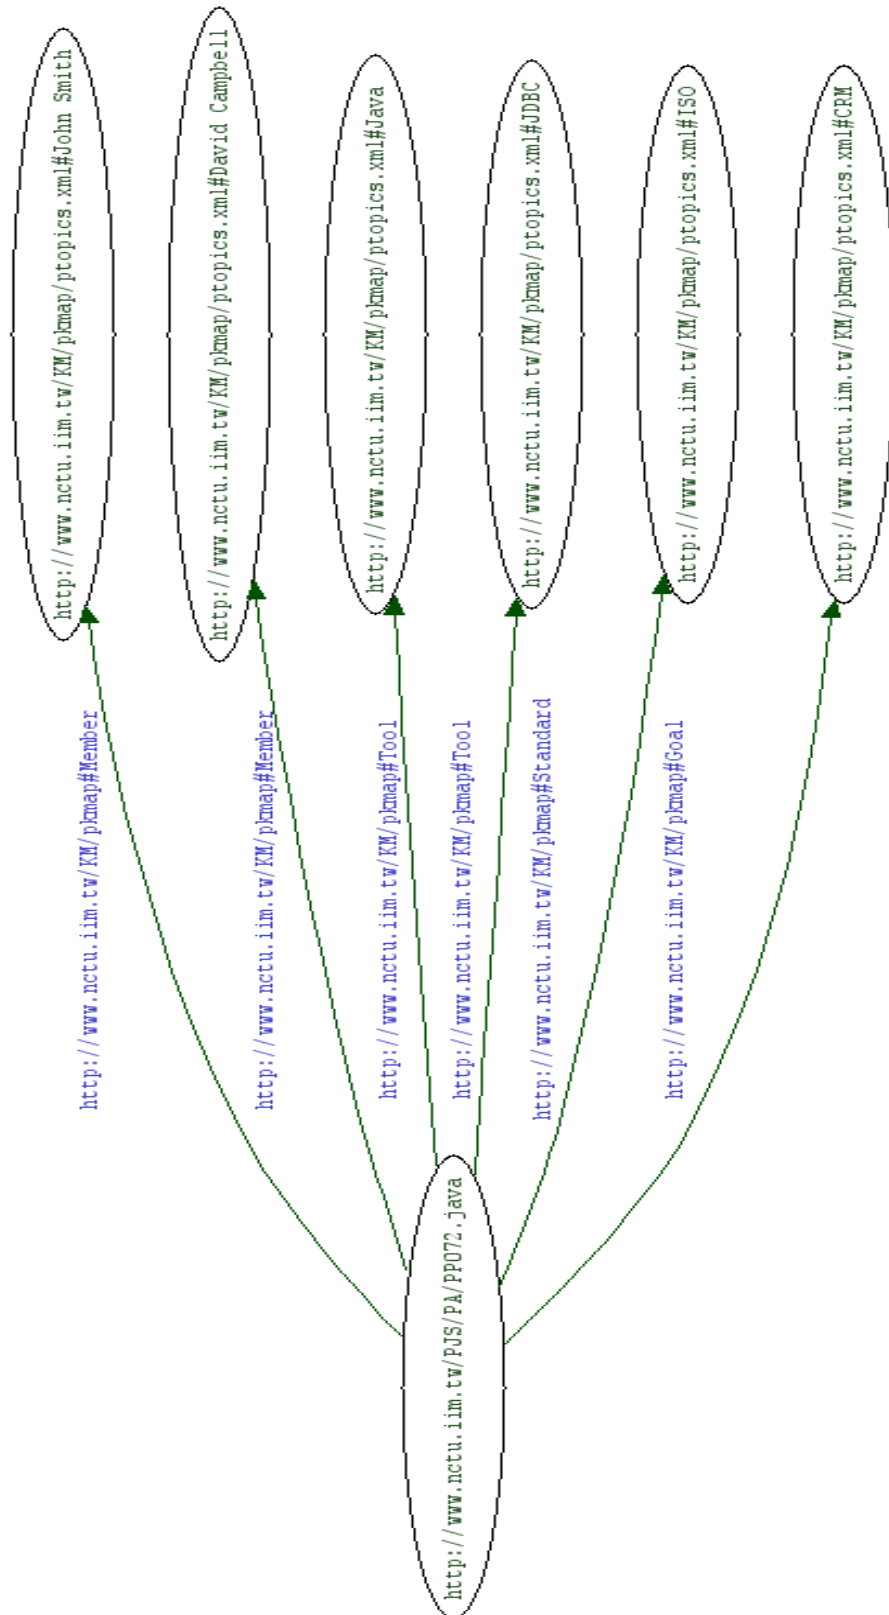 http://www.nctu.iim.tw/KM/pkmap/ptopics.xml#John Smith
http://www.nctu.iim.tw/KM/pkmap/ptopics.xml#David Campbell
http://www.nctu.iim.tw/KM/pkmap/ptopics.xml#Java
http://www.nctu.iim.tw/KM/pkmap/ptopics.xml#JDBC
http://www.nctu.iim.tw/KM/pkmap/ptopics.xml#ISO
http://www.nctu.iim.tw/KM/pkmap/ptopics.xml#CRM
http://www.nctu.iim.tw/KM/pkmap#Member
http://www.nctu.iim.tw/KM/pkmap#Member
http://www.nctu.iim.tw/KM/pkmap#Tool
http://www.nctu.iim.tw/KM/pkmap#Tool
http://www.nctu.iim.tw/KM/pkmap#Standard
http://www.nctu.iim.tw/KM/pkmap#Goal
http://www.nctu.iim.tw/PJS/PA/PP072.java